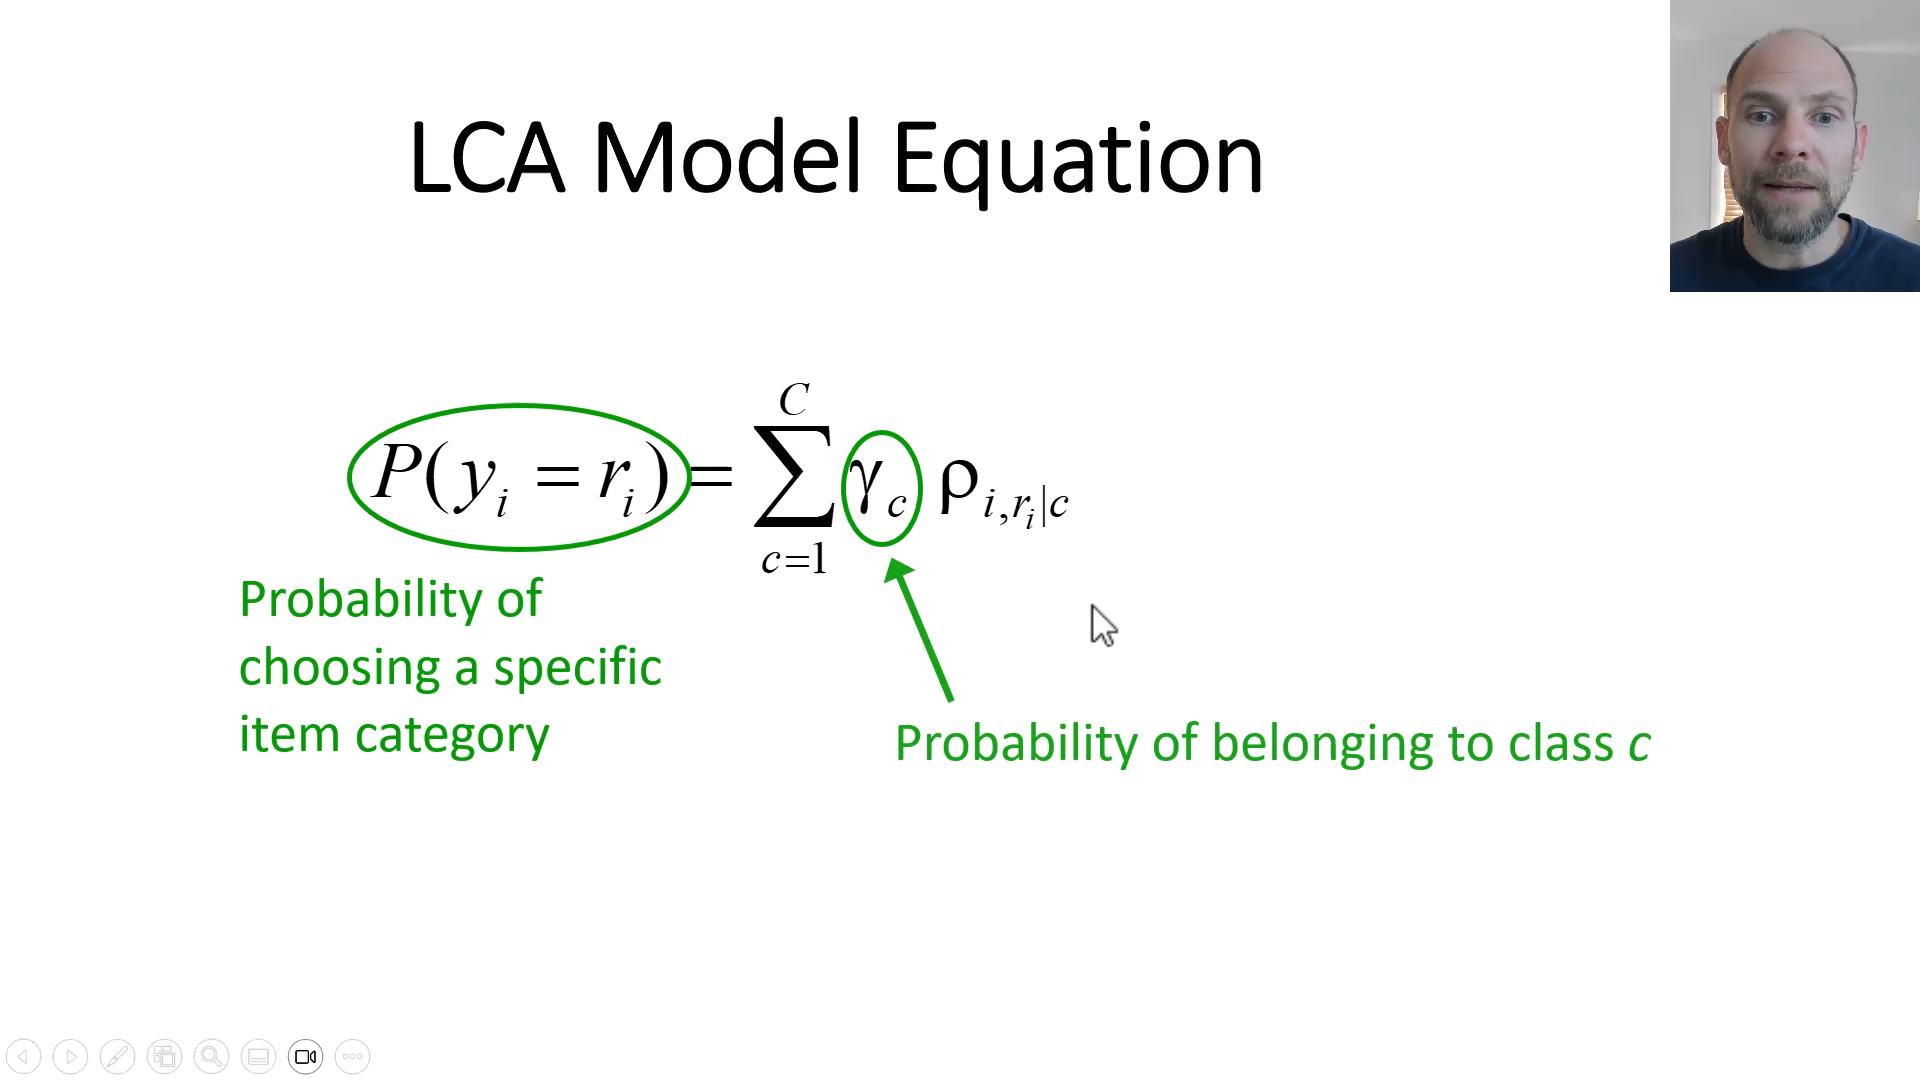 LCA Model Equation
P(y_i = r_i) = \sum_{c=1}^{C} γ_c ρ_{i,r_i|c}
Probability of
choosing a specific
item category
Probability of belonging to class c